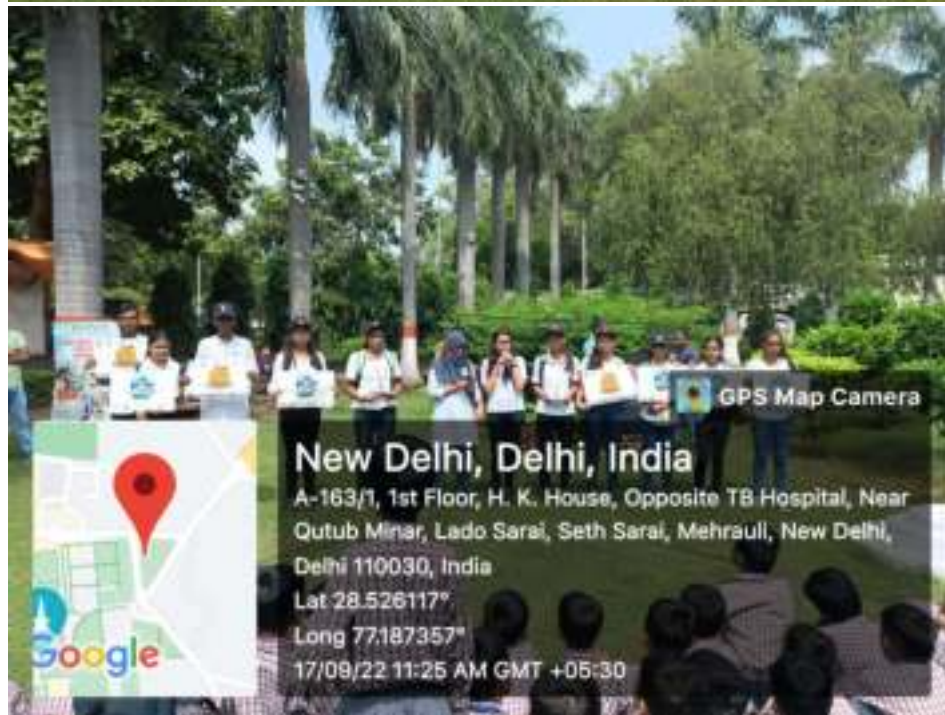 GPS Map Camera
New Delhi, Delhi, India
A-163/1, 1st Floor, H. K. House, Opposite TB Hospital, Near
Qutub Minar, Lado Sarai, Seth Sarai, Mehrauli, New Delhi,
Delhi 110030, India
Lat 28.526117°
Long 77.187357°
17/09/22 11:25 AM GMT +05:30
Google